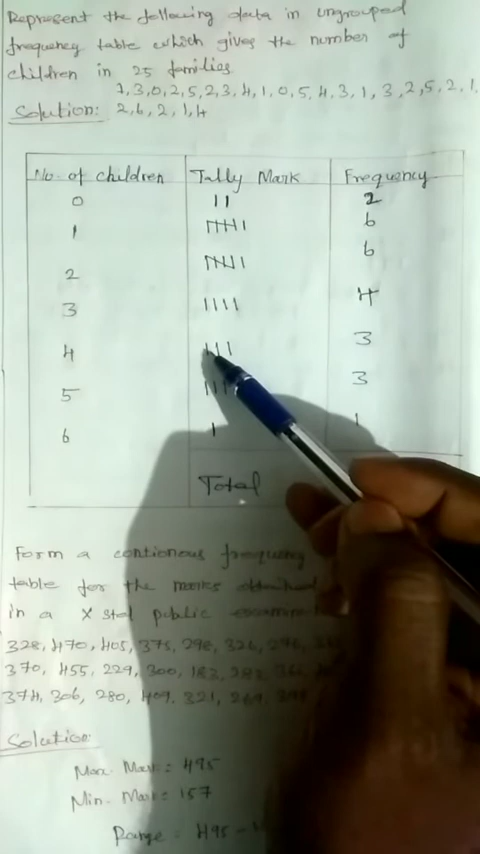 Represent the following data in ungrouped
frequency table which gives the number of
children in 25 families
1,3,0,2,5,2,3,4,1,0,5,4,3,1,3,2,5,2,1,
Solution: 2,6,2,1,4
No. of children Tally Mark Frequency
0 || 2
1 6
2 6
3 |||| 4
4 ||| 3
5 ||| 3
6 | 1
Total
Form a contionous frequency
table for the marks obtained
in a X std public
328, 470, 405, 375, 298, 326, 276,
370, 455, 229, 300, 183, 283,
374, 306, 280, 409, 321, 269,
Solution:
Max. Mark = 495
Min. Mark = 157
Range = 495 -